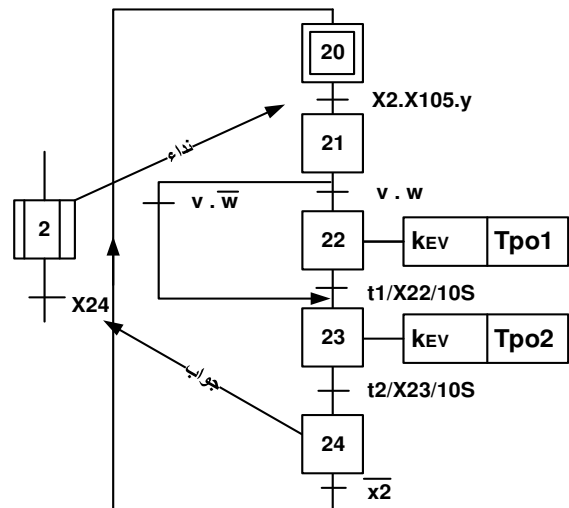 20
X2.X105.y
21
نداء
v . w̅
v . w
2
22
kEV
Tpo1
X24
t1/X22/10S
23
kEV
Tpo2
جواب
t2/X23/10S
24
x̅2̅